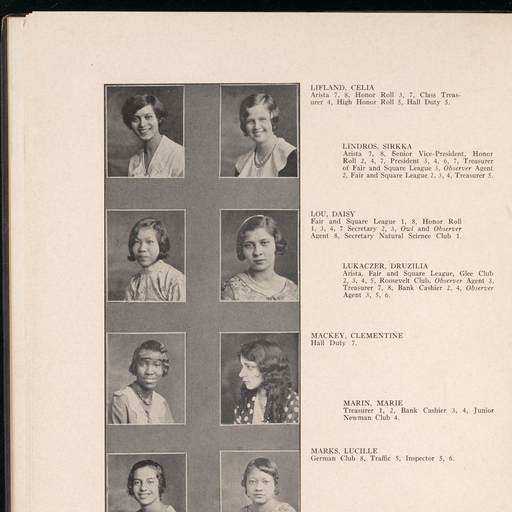 LIFLAND, CELIA
Arista 7, 8, Honor Roll 3, 7, Class Treas-
urer 4, High Honor Roll 5, Hall Duty 5.
LINDROS, SIRKKA
Arista 7, 8, Senior Vice-President, Honor
Roll 2, 4, 7, President 3, 4, 6, 7, Treasurer
of Fair and Square League 3, Observer Agent
2, Fair and Square League 2, 3, 4, Treasurer 5.
LOU, DAISY
Fair and Square League 1, 8, Honor Roll
1, 3, 4, 7 Secretary 2, 3, Owl and Observer
Agent 8, Secretary Natural Science Club 1.
LUKACZER, DRUZILIA
Arista, Fair and Square League, Glee Club
2, 3, 4, 5, Roosevelt Club, Observer Agent 3,
Treasurer 7, 8, Bank Cashier 2, 4, Observer
Agent 3, 5, 6.
MACKEY, CLEMENTINE
Hall Duty 7.
MARIN, MARIE
Treasurer 1, 2, Bank Cashier 3, 4, Junior
Newman Club 4.
MARKS, LUCILLE
German Club 8, Traffic 5, Inspector 5, 6.